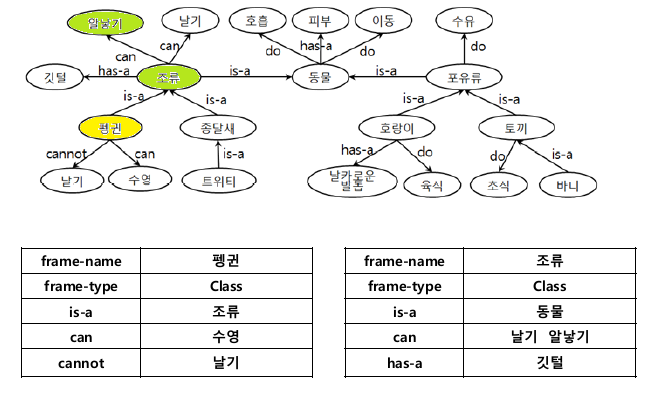 알낳기 날기 호흡 피부 이동 수유
can can do has-a do do
깃털 has-a 조류 is-a 동물 is-a 포유류
is-a is-a is-a is-a
펭귄 종달새 호랑이 토끼
cannot can is-a has-a do do is-a
날기 수영 트위티 날카로운 발톱 육식 초식 바니
frame-name 펭귄
frame-type Class
is-a 조류
can 수영
cannot 날기
frame-name 조류
frame-type Class
is-a 동물
can 날기 알낳기
has-a 깃털